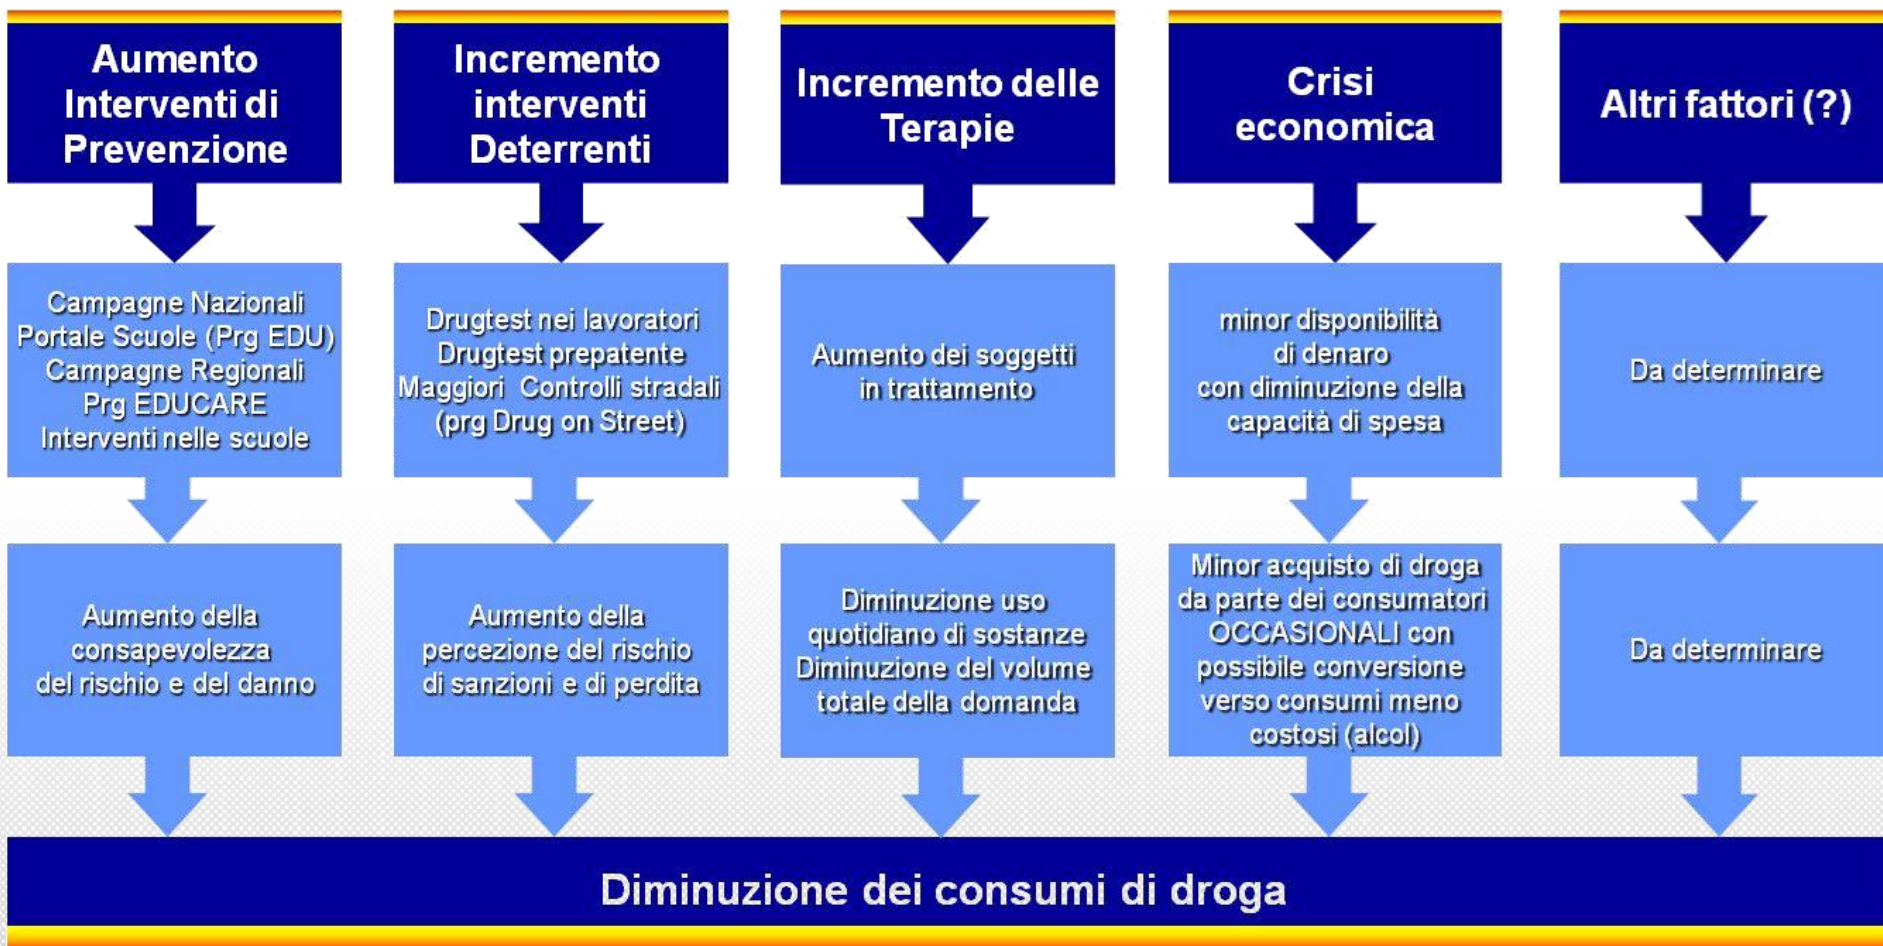 Aumento
Interventi di
Prevenzione
Campagne Nazionali
Portale Scuole (Prg EDU)
Campagne Regionali
Prg EDUCARE
Interventi nelle scuole
Aumento della
consapevolezza
del rischio e del danno
Incremento
interventi
Deterrenti
Drugtest nei lavoratori
Drugtest prepatente
Maggiori Controlli stradali
(prg Drug on Street)
Aumento della
percezione del rischio
di sanzioni e di perdita
Incremento delle
Terapie
Aumento dei soggetti
in trattamento
Diminuzione uso
quotidiano di sostanze
Diminuzione del volume
totale della domanda
Crisi
economica
minor disponibilità
di denaro
con diminuzione della
capacità di spesa
Minor acquisto di droga
da parte dei consumatori
OCCASIONALI con
possibile conversione
verso consumi meno
costosi (alcol)
Altri fattori (?)
Da determinare
Da determinare
Diminuzione dei consumi di droga